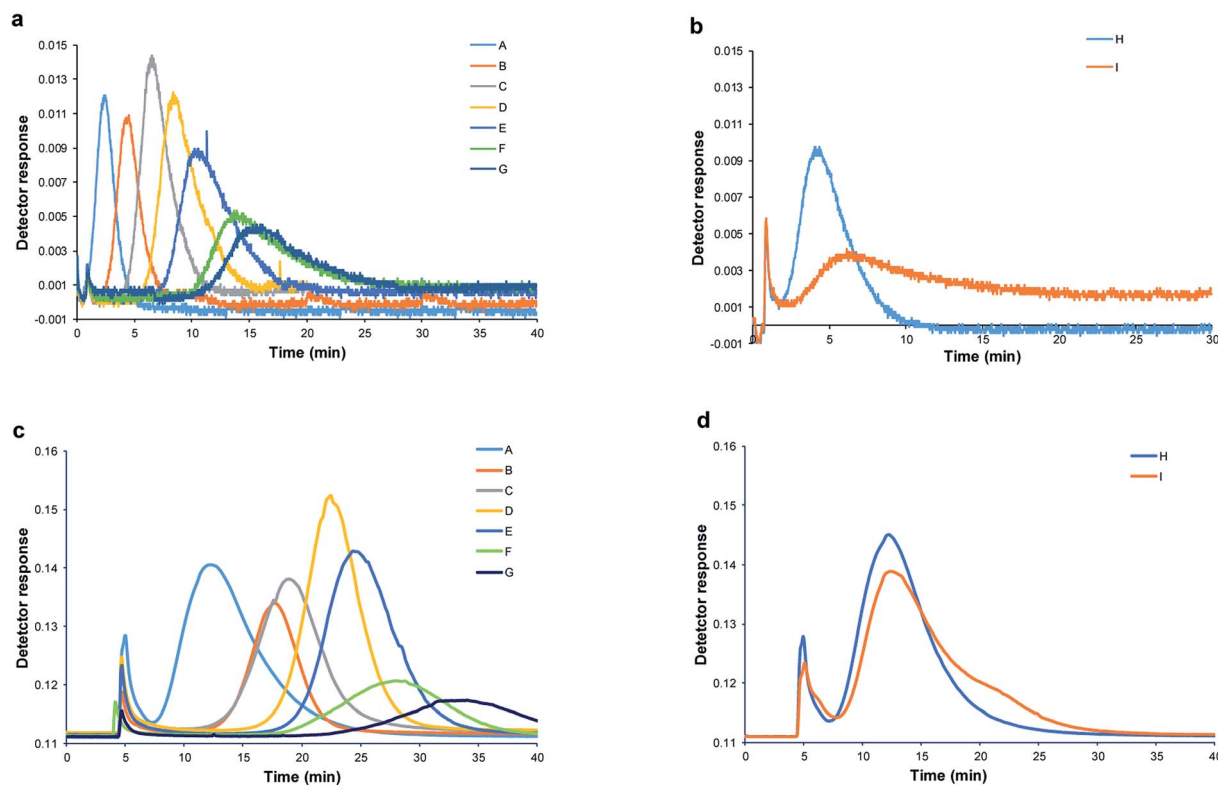 a
0.015
0.013
0.011
0.009
0.007
0.005
0.003
0.001
-0.001
Detector response
0 5 10 15 20 25 30 35 40
Time (min)
A
B
C
D
E
F
G
b
0.015
0.013
0.011
0.009
0.007
0.005
0.003
0.001
-0.001
Detector response
0 5 10 15 20 25 30
Time (min)
H
I
c
0.16
0.15
0.14
0.13
0.12
0.11
Detetctor response
0 5 10 15 20 25 30 35 40
Time (min)
A
B
C
D
E
F
G
d
0.16
0.15
0.14
0.13
0.12
0.11
Detetctor response
0 5 10 15 20 25 30 35 40
Time (min)
H
I